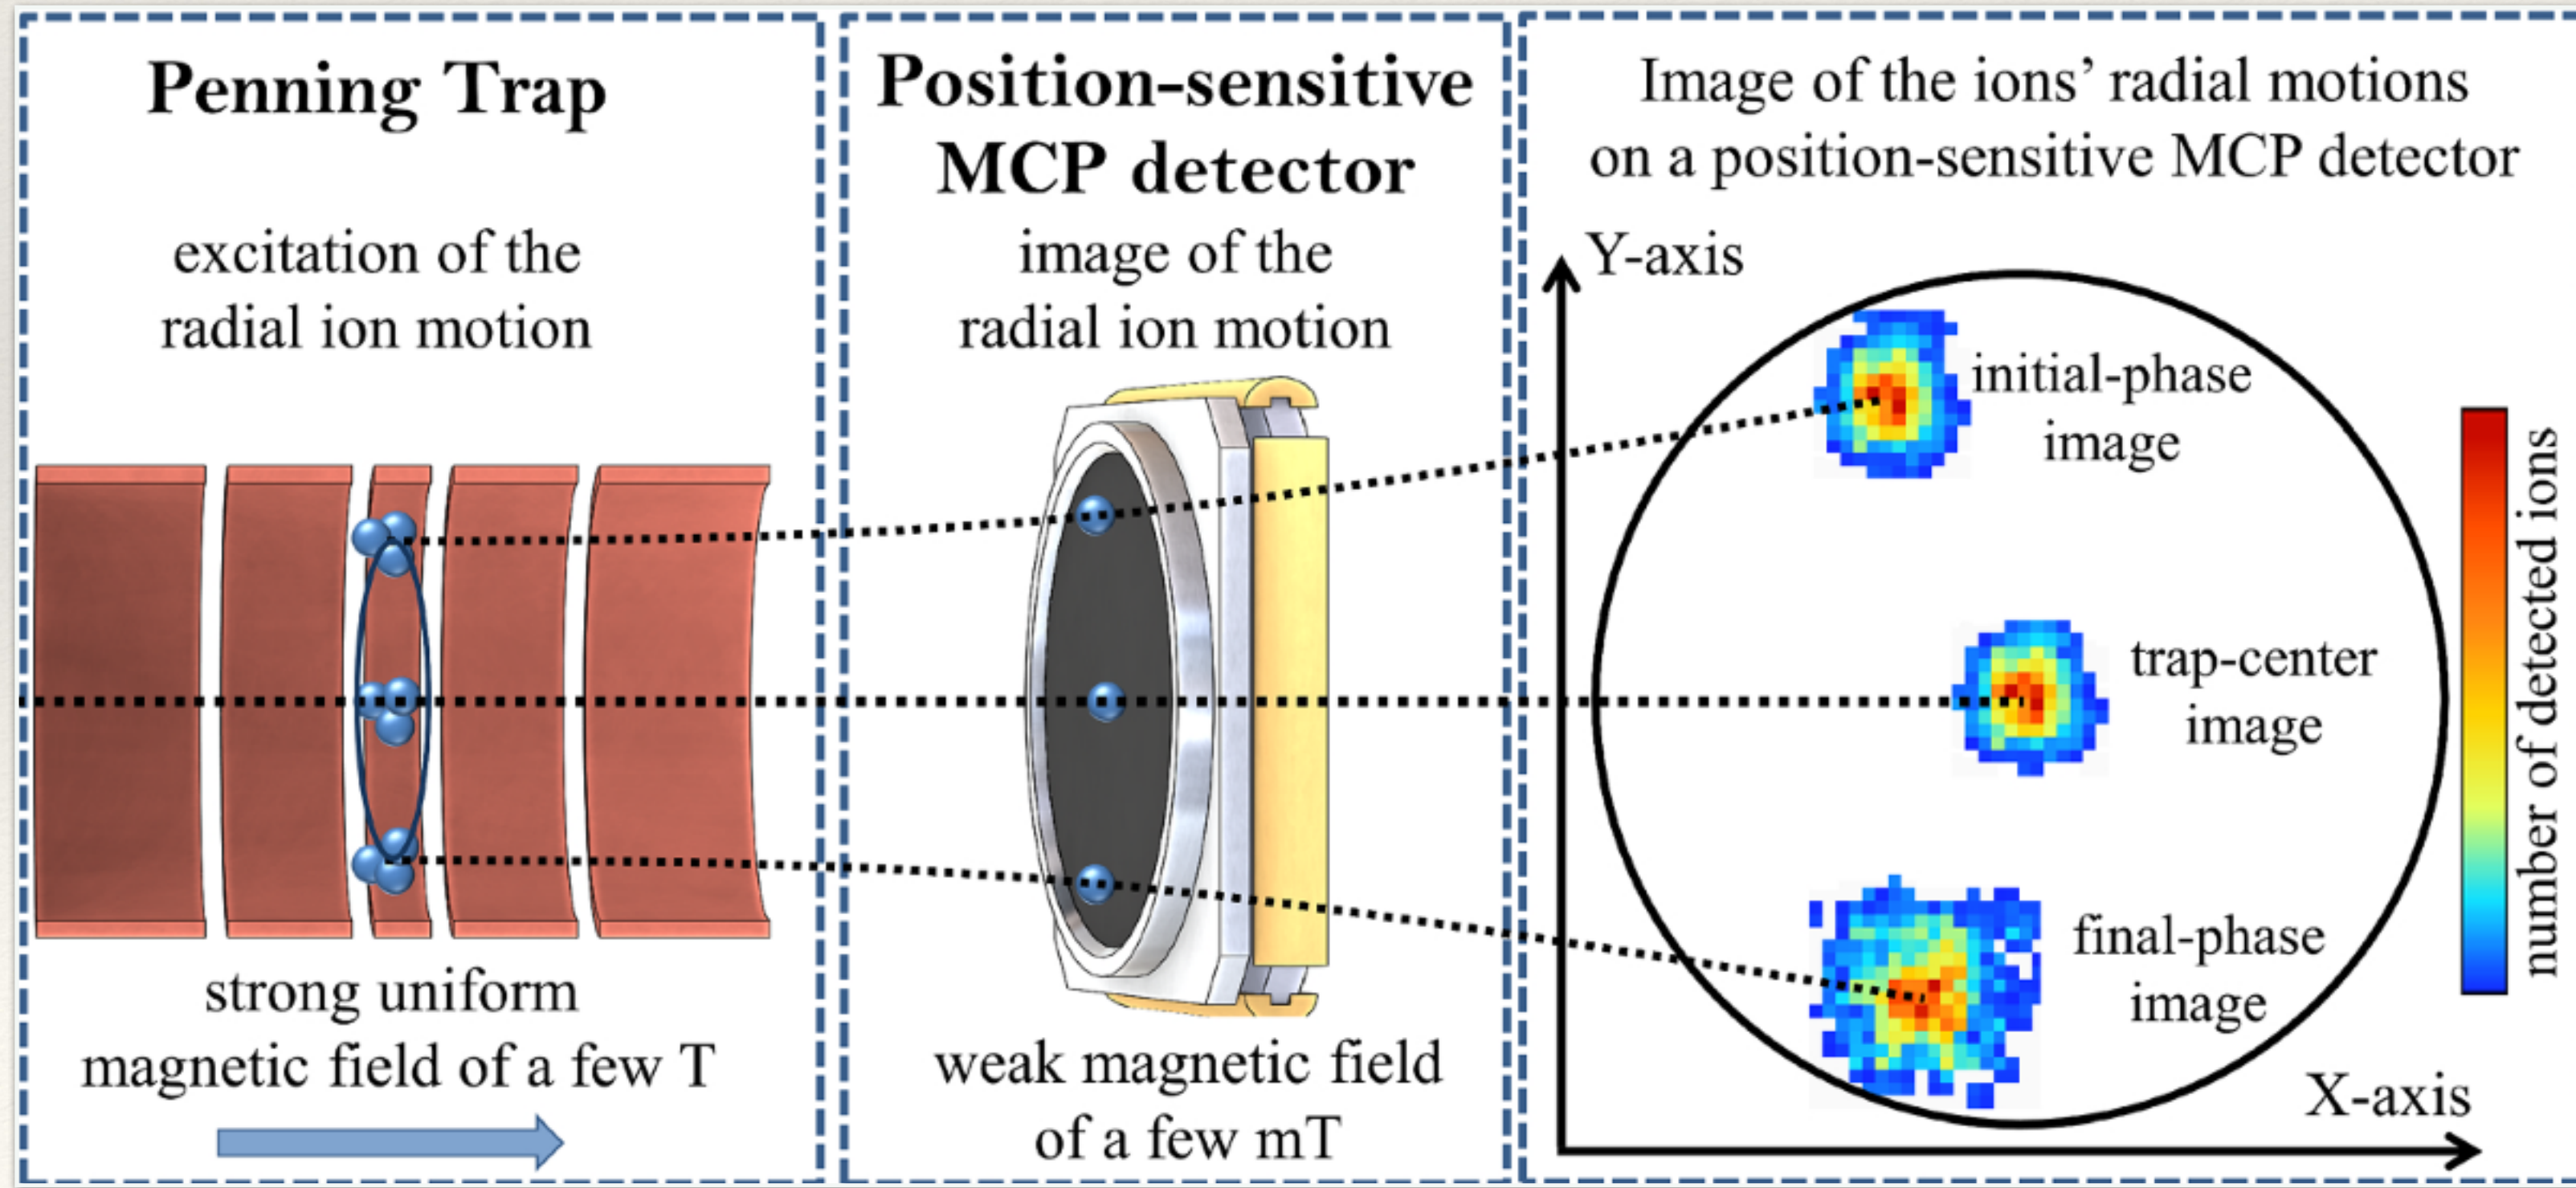 Penning Trap
excitation of the
radial ion motion
strong uniform
magnetic field of a few T
Position-sensitive
MCP detector
image of the
radial ion motion
weak magnetic field
of a few mT
Image of the ions’ radial motions
on a position-sensitive MCP detector
Y-axis
initial-phase
image
trap-center
image
final-phase
image
X-axis
number of detected ions